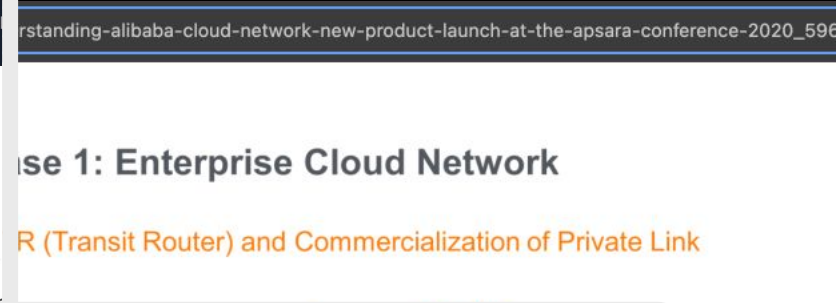 rstanding-alibaba-cloud-network-new-product-launch-at-the-apsara-conference-2020_596
ase 1: Enterprise Cloud Network
R (Transit Router) and Commercialization of Private Link